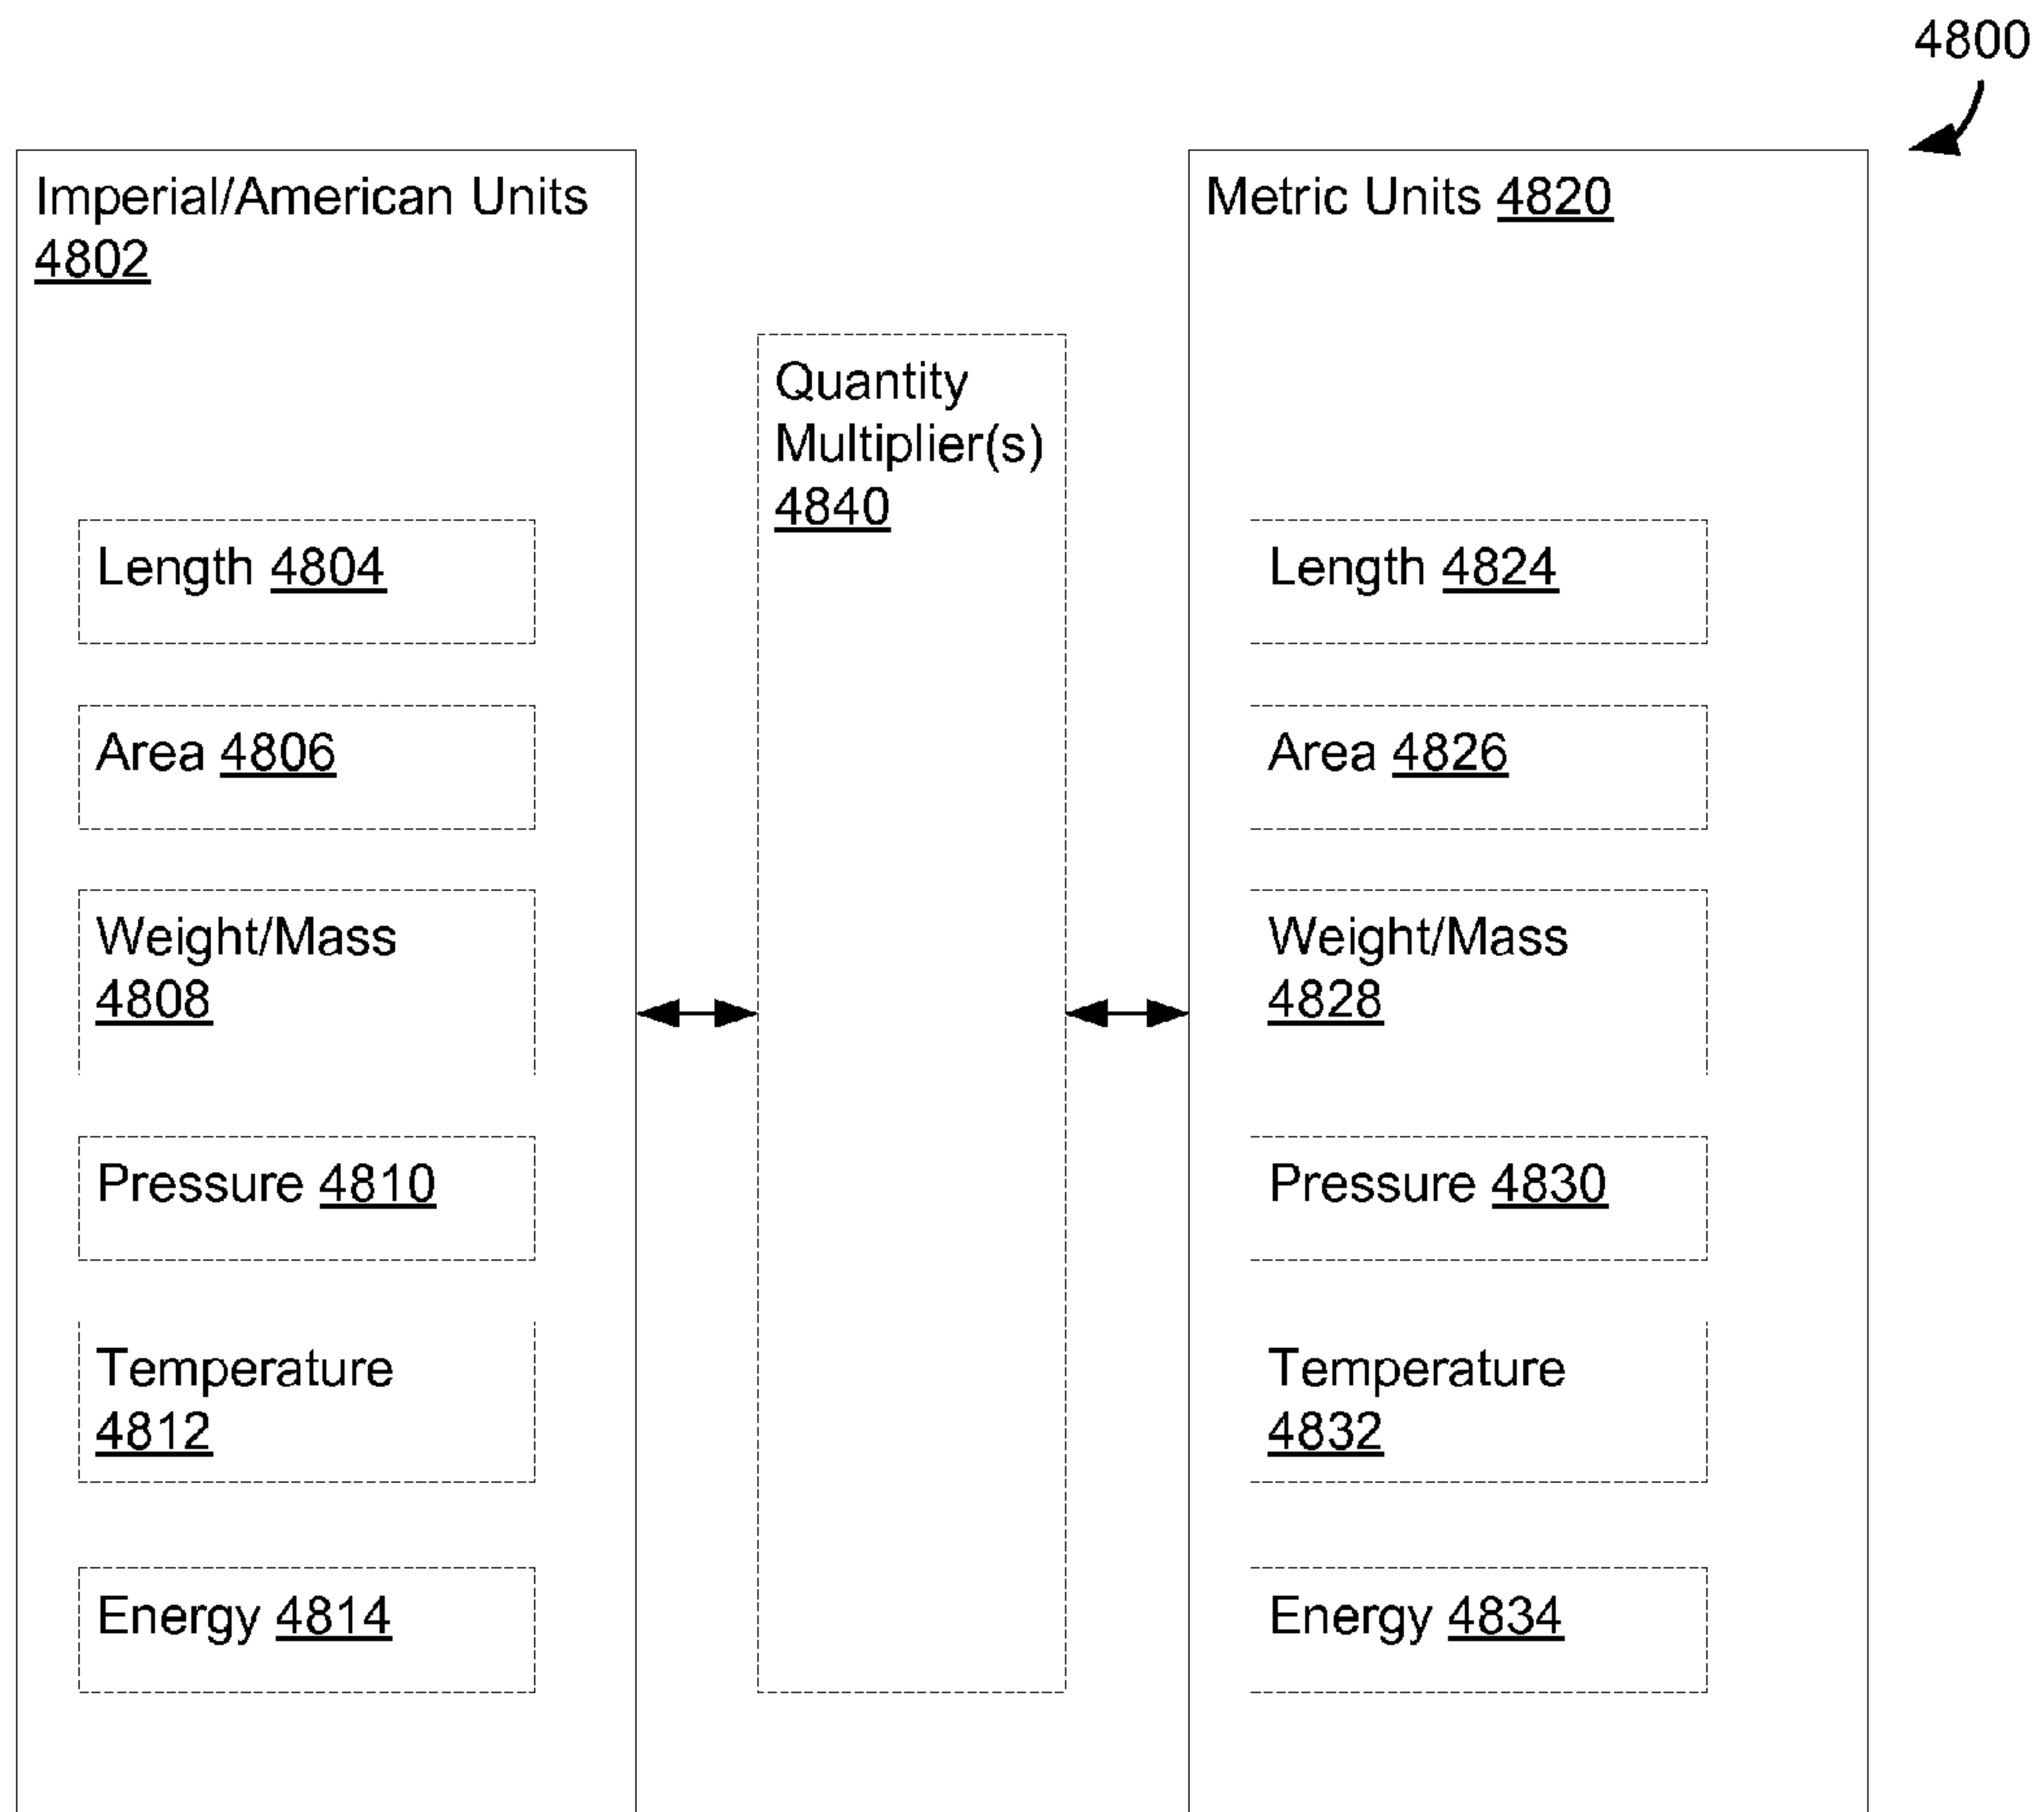 4800
Imperial/American Units
4802
Length 4804
Area 4806
Weight/Mass
4808
Pressure 4810
Temperature
4812
Energy 4814
Quantity
Multiplier(s)
4840
Metric Units 4820
Length 4824
Area 4826
Weight/Mass
4828
Pressure 4830
Temperature
4832
Energy 4834